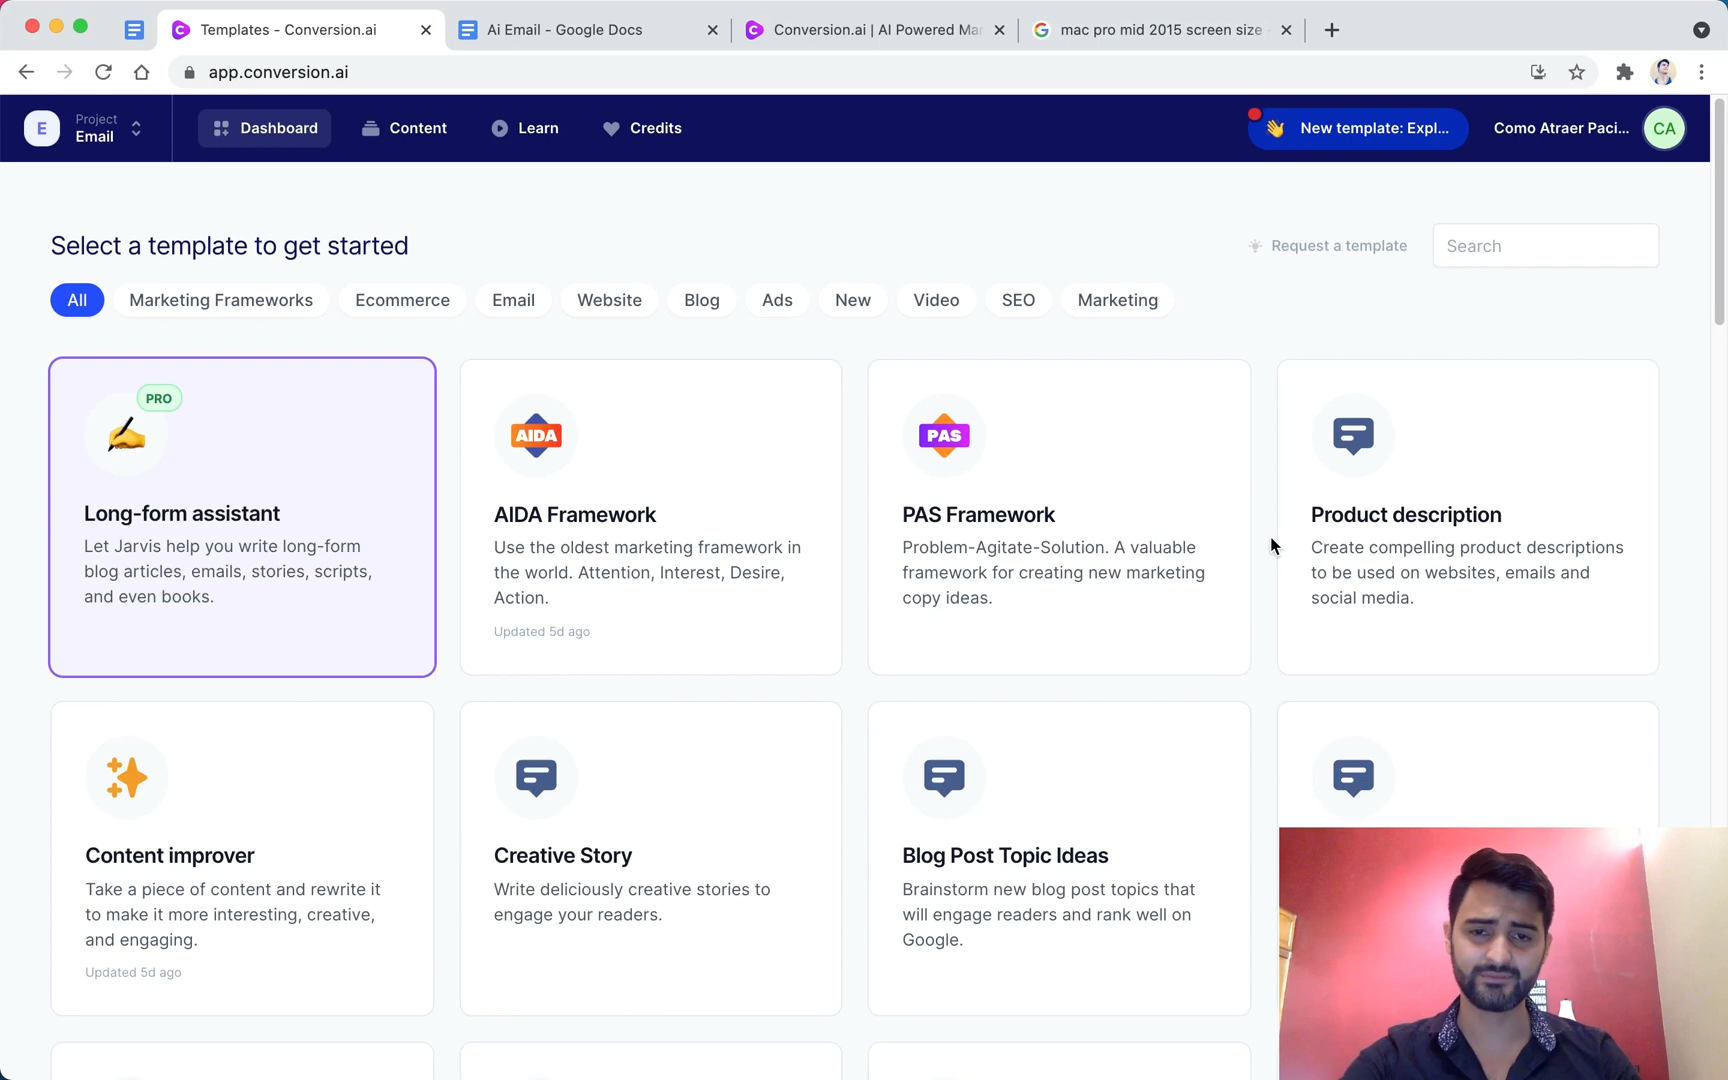 Templates - Conversion.ai
Ai Email - Google Docs
Conversion.ai | AI Powered Mar
mac pro mid 2015 screen size
app.conversion.ai
E
Project
Email
Dashboard
Content
Learn
Credits
New template: Expl...
Como Atraer Paci...
CA
Select a template to get started
Request a template
Search
All
Marketing Frameworks
Ecommerce
Email
Website
Blog
Ads
New
Video
SEO
Marketing
PRO
Long-form assistant
Let Jarvis help you write long-form
blog articles, emails, stories, scripts,
and even books.
AIDA
AIDA Framework
Use the oldest marketing framework in
the world. Attention, Interest, Desire,
Action.
Updated 5d ago
PAS
PAS Framework
Problem-Agitate-Solution. A valuable
framework for creating new marketing
copy ideas.
Product description
Create compelling product descriptions
to be used on websites, emails and
social media.
Content improver
Take a piece of content and rewrite it
to make it more interesting, creative,
and engaging.
Updated 5d ago
Creative Story
Write deliciously creative stories to
engage your readers.
Blog Post Topic Ideas
Brainstorm new blog post topics that
will engage readers and rank well on
Google.